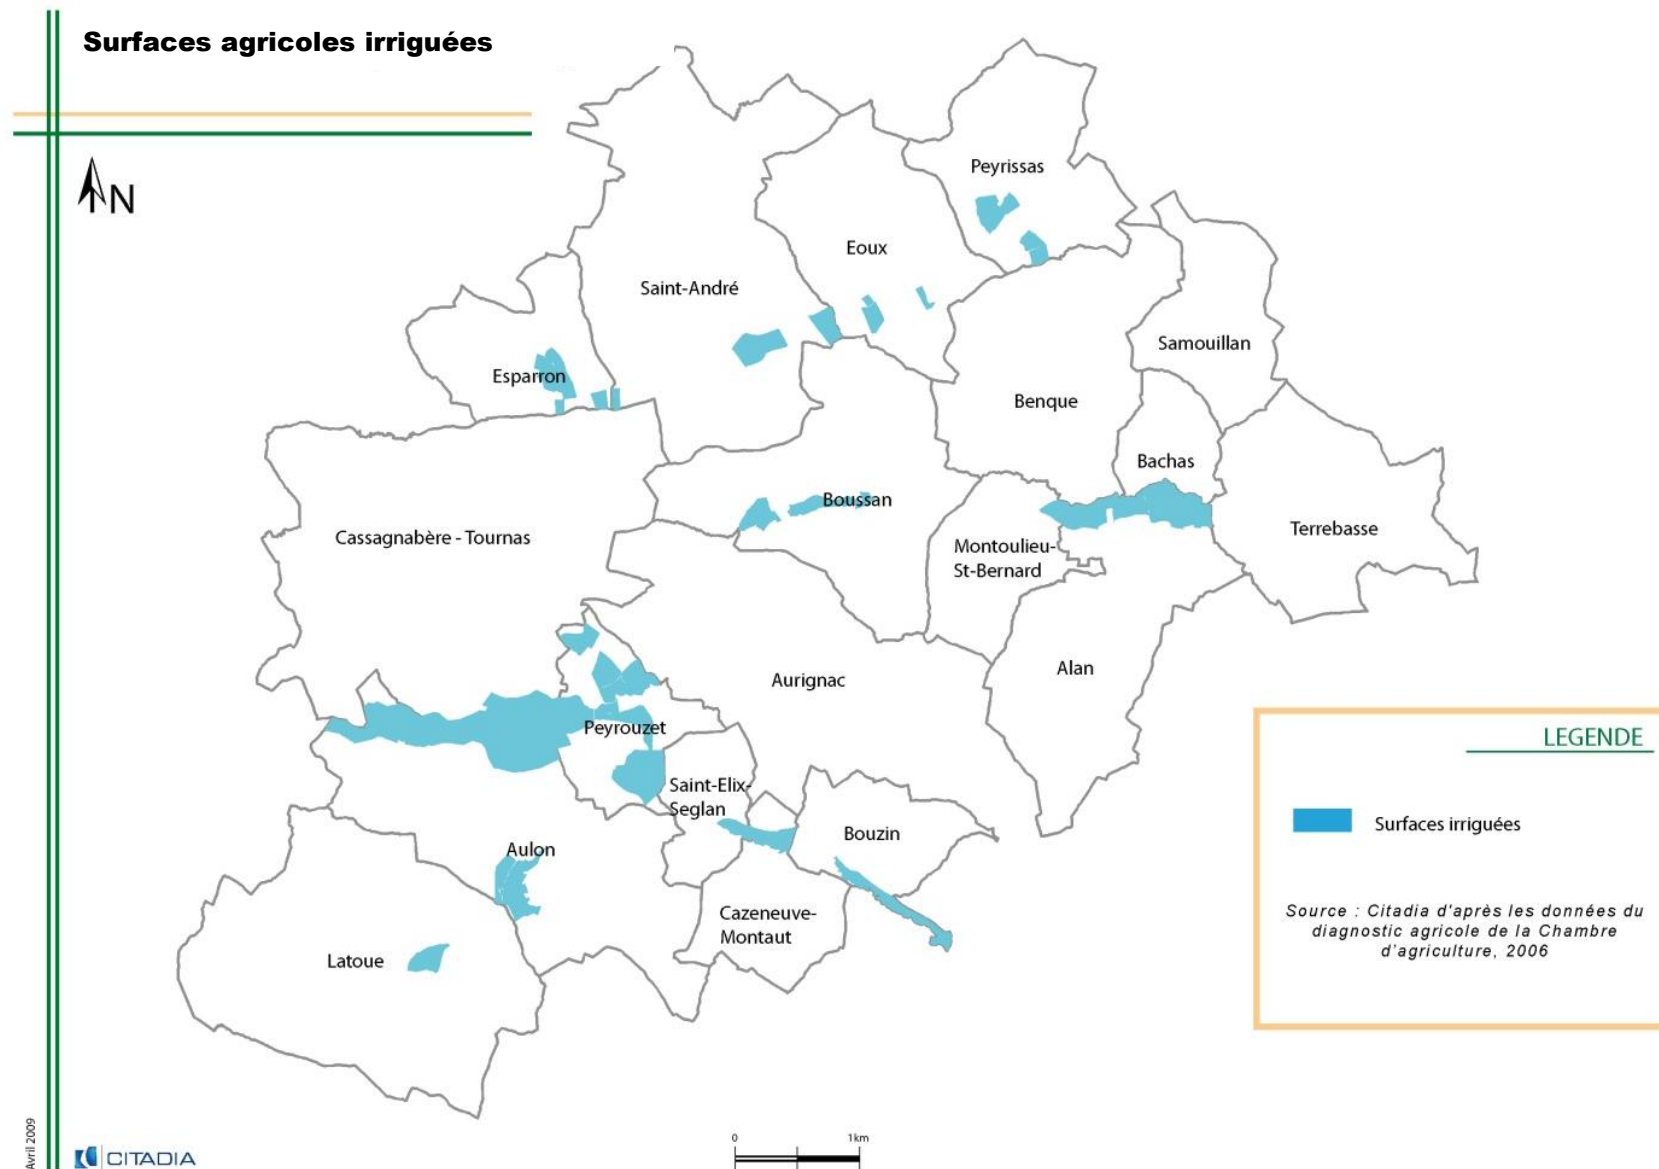 Surfaces agricoles irriguées
N
Peyrissas
Eoux
Saint-André
Samouillan
Esparron
Benque
Bachas
Boussan
Terrebasse
Cassagnabère - Tournas
Montoulieu-
St-Bernard
Alan
Aurignac
Peyrouzet
Saint-Elix-
Seglan
Bouzin
Aulon
Cazeneuve-
Montaut
Latoue
LEGENDE
Surfaces irriguées
Source : Citadia d'après les données du
diagnostic agricole de la Chambre
d'agriculture, 2006
0 1km
Avril 2009
CITADIA